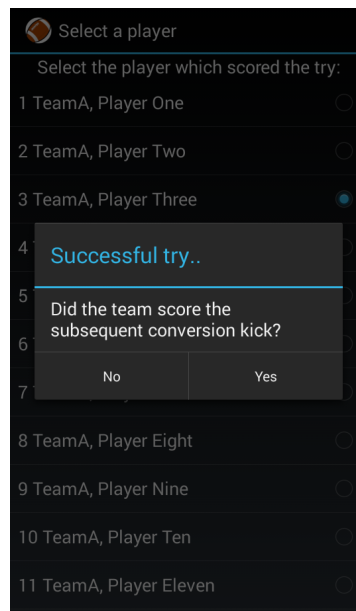 Select a player
Select the player which scored the try:
1 TeamA, Player One
2 TeamA, Player Two
3 TeamA, Player Three
4
Successful try..
5
Did the team score the
subsequent conversion kick?
6
No Yes
7
8 TeamA, Player Eight
9 TeamA, Player Nine
10 TeamA, Player Ten
11 TeamA, Player Eleven